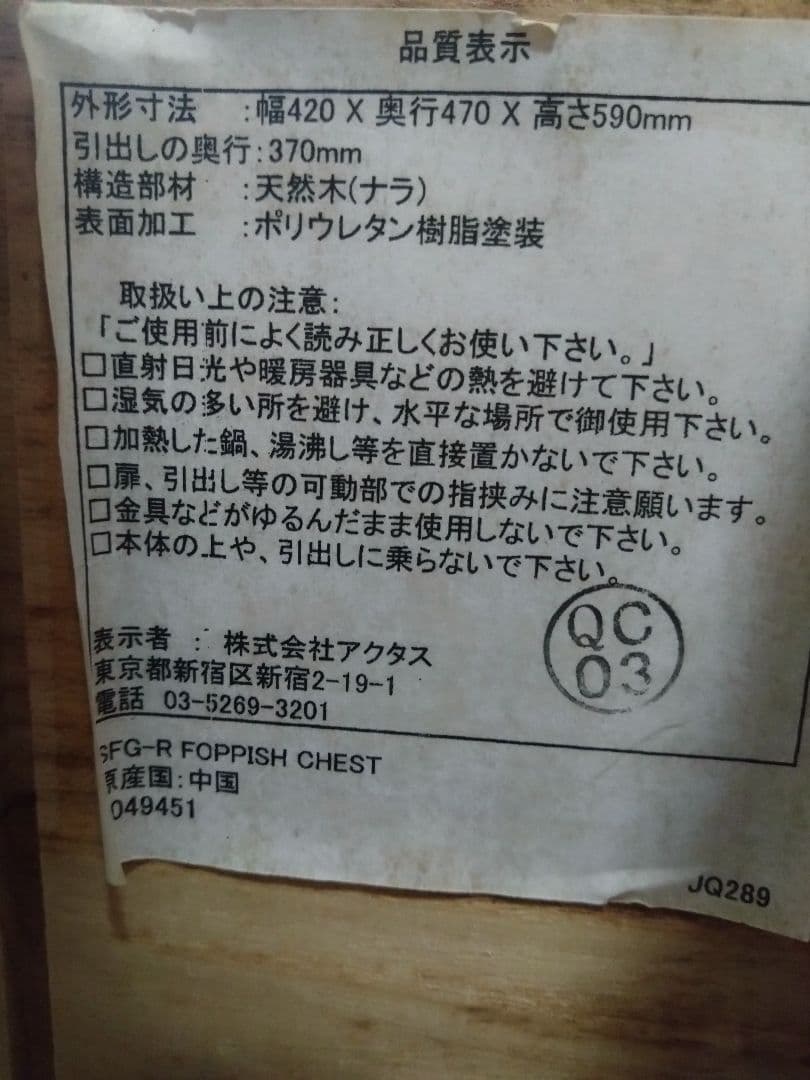 品質表示
外形寸法 :幅420 X 奥行470 X 高さ590mm
引出しの奥行:370mm
構造部材 :天然木(ナラ)
表面加工 :ポリウレタン樹脂塗装
取扱い上の注意:
「ご使用前によく読み正しくお使い下さい。」
□直射日光や暖房器具などの熱を避けて下さい。
□湿気の多い所を避け、水平な場所で御使用下さい。
□加熱した鍋、湯沸し等を直接置かないで下さい。
□扉、引出し等の可動部での指挟みに注意願います。
□金具などがゆるんだまま使用しないで下さい。
□本体の上や、引出しに乗らないで下さい。
QC
03
表示者 : 株式会社アクタス
東京都新宿区新宿2-19-1
電話 03-5269-3201
SFG-R FOPPISH CHEST
原産国:中国
049451
JQ289